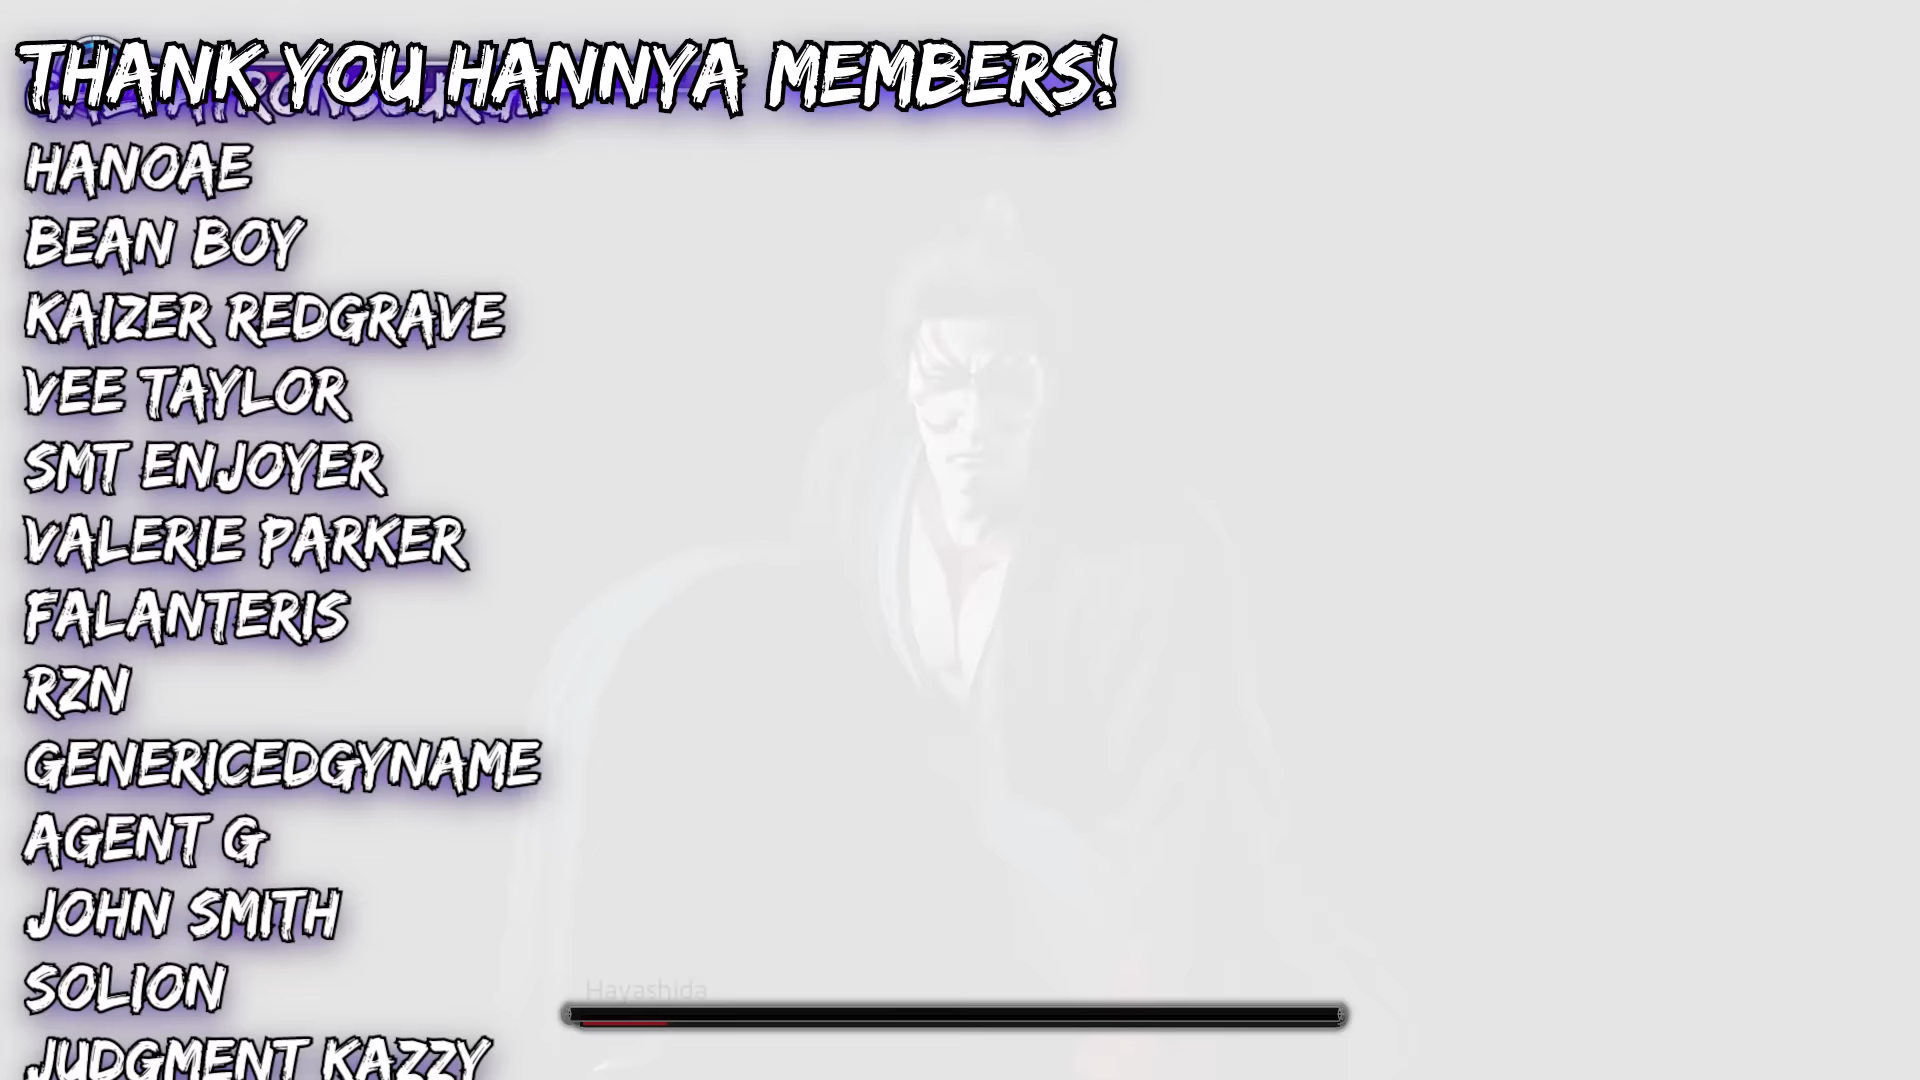 THANK YOU HANNYA MEMBERS!
HANOAE
BEAN BOY
KAIZER REDGRAVE
VEE TAYLOR
SMT ENJOYER
VALERIE PARKER
FALANTERIS
RZN
GENERICEDGYNAME
AGENT G
JOHN SMITH
SOLION
Hayashida
JUDGMENT KAZZY